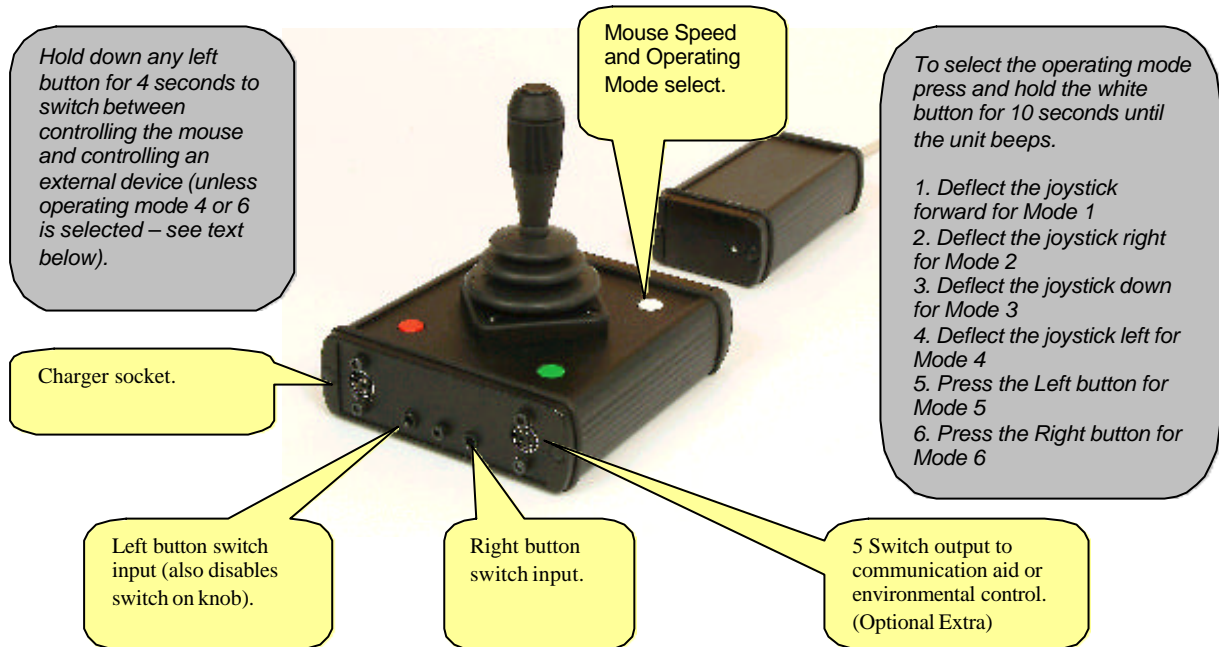 Hold down any left
button for 4 seconds to
switch between
controlling the mouse
and controlling an
external device (unless
operating mode 4 or 6
is selected – see text
below).
Mouse Speed
and Operating
Mode select.
To select the operating mode
press and hold the white
button for 10 seconds until
the unit beeps.
1. Deflect the joystick
forward for Mode 1
2. Deflect the joystick right
for Mode 2
3. Deflect the joystick down
for Mode 3
4. Deflect the joystick left for
Mode 4
5. Press the Left button for
Mode 5
6. Press the Right button for
Mode 6
Charger socket.
Left button switch
input (also disables
switch on knob).
Right button
switch input.
5 Switch output to
communication aid or
environmental control.
(Optional Extra)